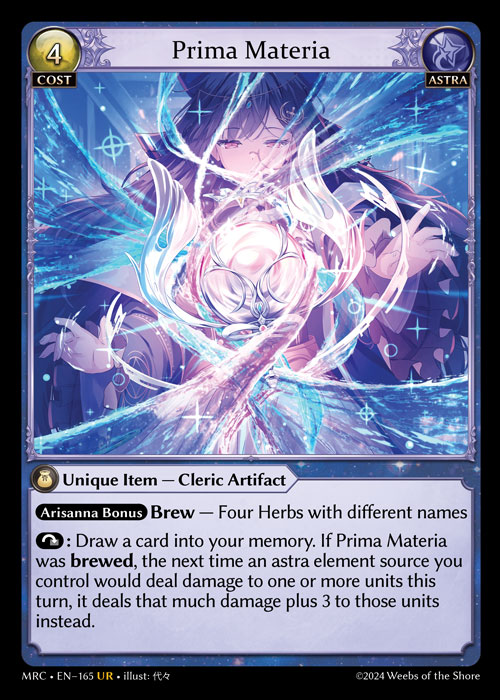 4
COST
Prima Materia
ASTRA
Unique Item — Cleric Artifact
Arisanna Bonus Brew — Four Herbs with different names
: Draw a card into your memory. If Prima Materia
was brewed, the next time an astra element source you
control would deal damage to one or more units this
turn, it deals that much damage plus 3 to those units
instead.
MRC • EN–165 UR • illust: 代々
©2024 Weebs of the Shore